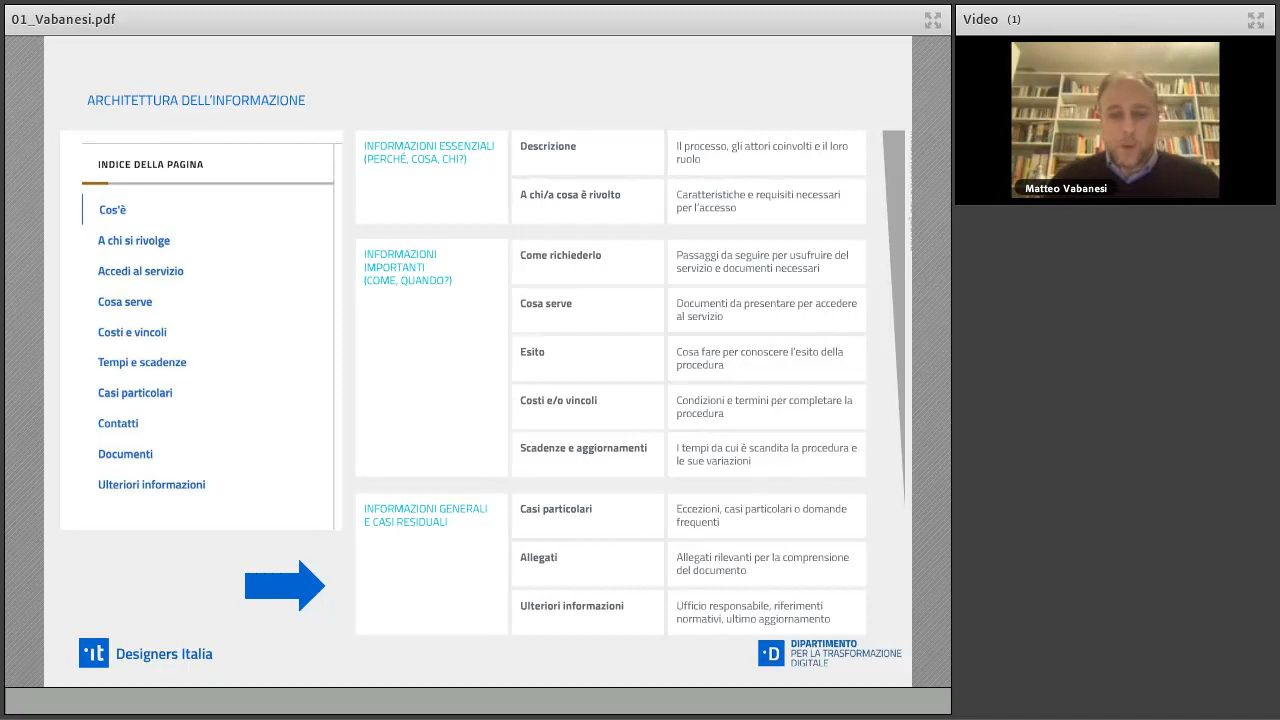 01_Vabanesi.pdf
Video (1)
ARCHITETTURA DELL'INFORMAZIONE
INDICE DELLA PAGINA
Cos'è
A chi si rivolge
Accedi al servizio
Cosa serve
Costi e vincoli
Tempi e scadenze
Casi particolari
Contatti
Documenti
Ulteriori informazioni
INFORMAZIONI ESSENZIALI
(PERCHÉ, COSA, CHI?)
Descrizione
Il processo, gli attori coinvolti e il loro
ruolo
A chi/a cosa è rivolto
Caratteristiche e requisiti necessari
per l'accesso
INFORMAZIONI
IMPORTANTI
(COME, QUANDO?)
Come richiederlo
Passaggi da seguire per usufruire del
servizio e documenti necessari
Cosa serve
Documenti da presentare per accedere
al servizio
Esito
Cosa fare per conoscere l'esito della
procedura
Costi e/o vincoli
Condizioni e termini per completare la
procedura
Scadenze e aggiornamenti
I tempi da cui è scandita la procedura e
le sue variazioni
INFORMAZIONI GENERALI
E CASI RESIDUALI
Casi particolari
Eccezioni, casi particolari o domande
frequenti
Allegati
Allegati rilevanti per la comprensione
del documento
Ulteriori informazioni
Ufficio responsabile, riferimenti
normativi, ultimo aggiornamento
·it Designers Italia
·D DIPARTIMENTO
PER LA TRASFORMAZIONE
DIGITALE
Matteo Vabanesi